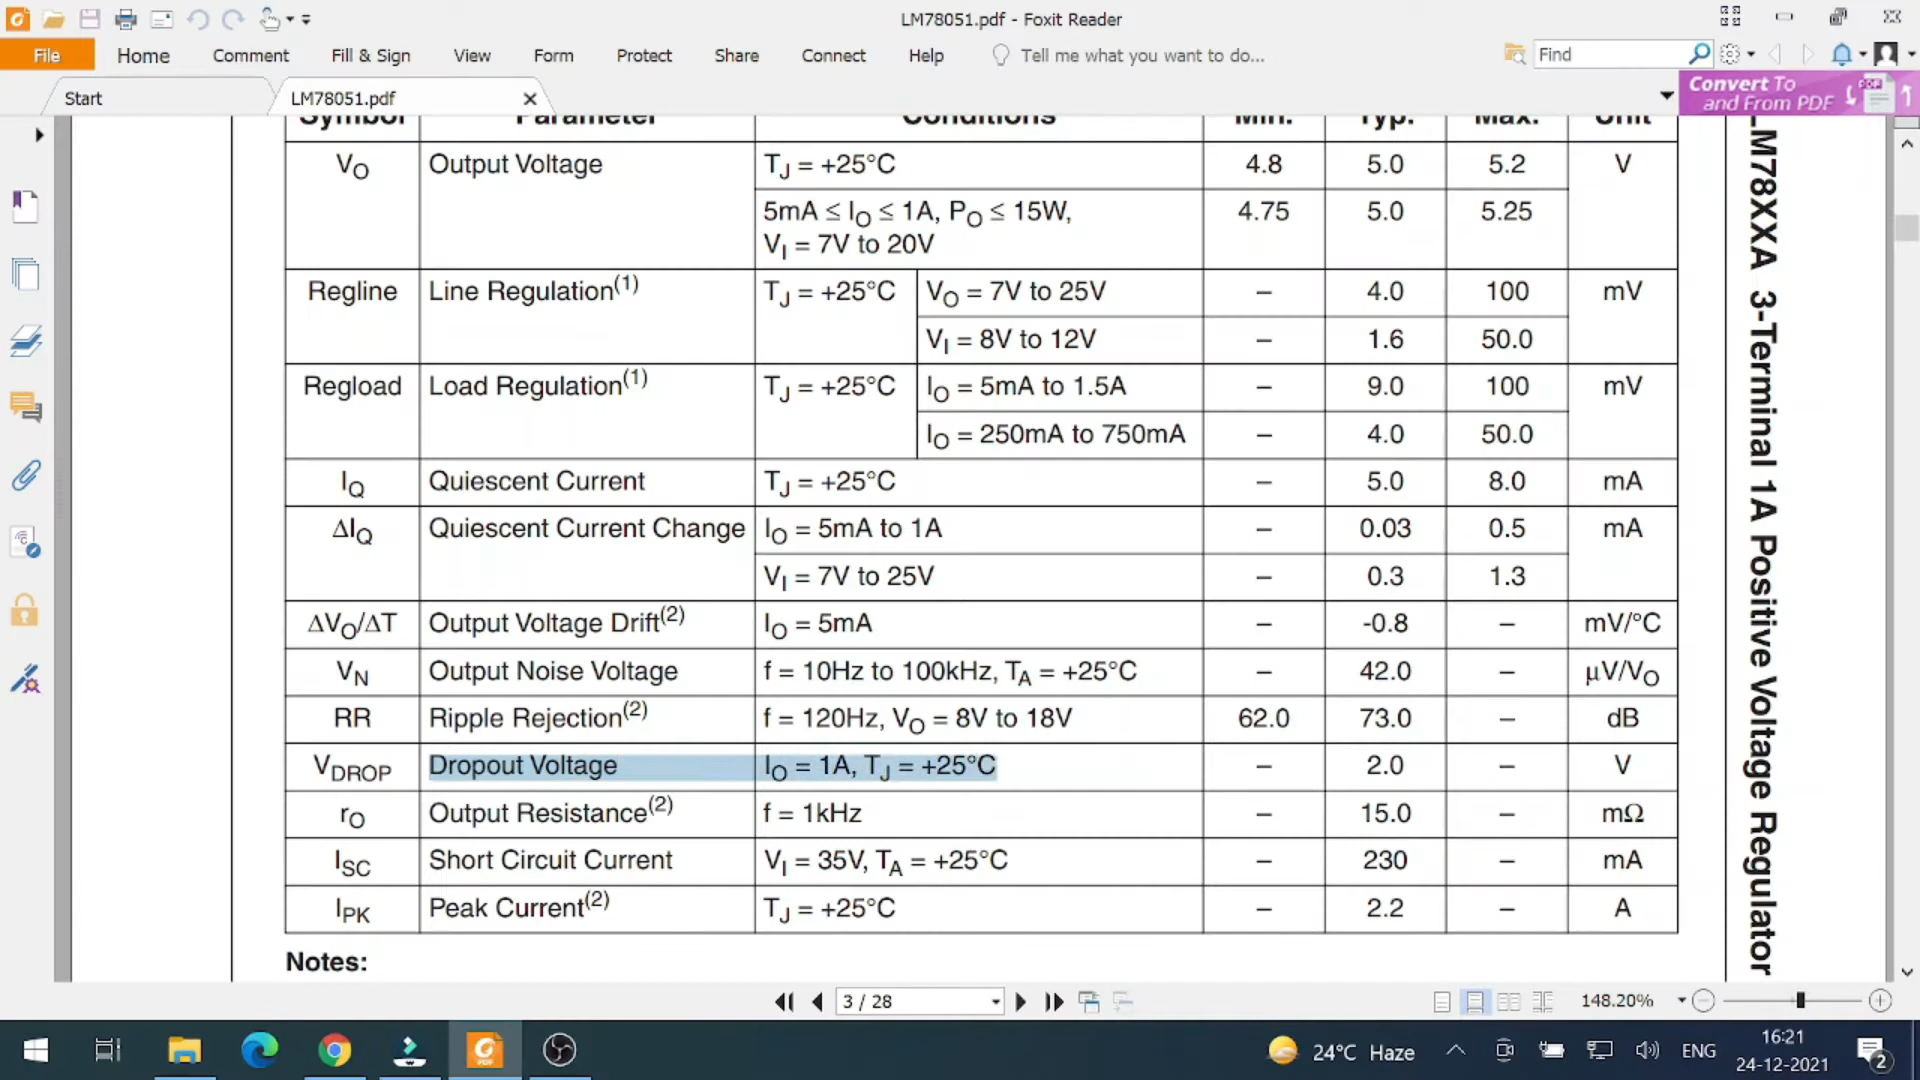 LM78051.pdf - Foxit Reader
File Home Comment Fill & Sign View Form Protect Share Connect Help Tell me what you want to do... Find
Start LM78051.pdf Convert To and From PDF
Symbol Parameter Conditions Min. Typ. Max. Unit
VO Output Voltage TJ = +25°C 4.8 5.0 5.2 V
5mA ≤ IO ≤ 1A, PO ≤ 15W, 4.75 5.0 5.25
VI = 7V to 20V
Regline Line Regulation(1) TJ = +25°C VO = 7V to 25V – 4.0 100 mV
VI = 8V to 12V – 1.6 50.0
Regload Load Regulation(1) TJ = +25°C IO = 5mA to 1.5A – 9.0 100 mV
IO = 250mA to 750mA – 4.0 50.0
IQ Quiescent Current TJ = +25°C – 5.0 8.0 mA
ΔIQ Quiescent Current Change IO = 5mA to 1A – 0.03 0.5 mA
VI = 7V to 25V – 0.3 1.3
ΔVO/ΔT Output Voltage Drift(2) IO = 5mA – -0.8 – mV/°C
VN Output Noise Voltage f = 10Hz to 100kHz, TA = +25°C – 42.0 – μV/VO
RR Ripple Rejection(2) f = 120Hz, VO = 8V to 18V 62.0 73.0 – dB
VDROP Dropout Voltage IO = 1A, TJ = +25°C – 2.0 – V
rO Output Resistance(2) f = 1kHz – 15.0 – mΩ
ISC Short Circuit Current VI = 35V, TA = +25°C – 230 – mA
IPK Peak Current(2) TJ = +25°C – 2.2 – A
Notes:
LM78XXA 3-Terminal 1A Positive Voltage Regulator
3 / 28 148.20%
24°C Haze ENG 16:21
24-12-2021 2